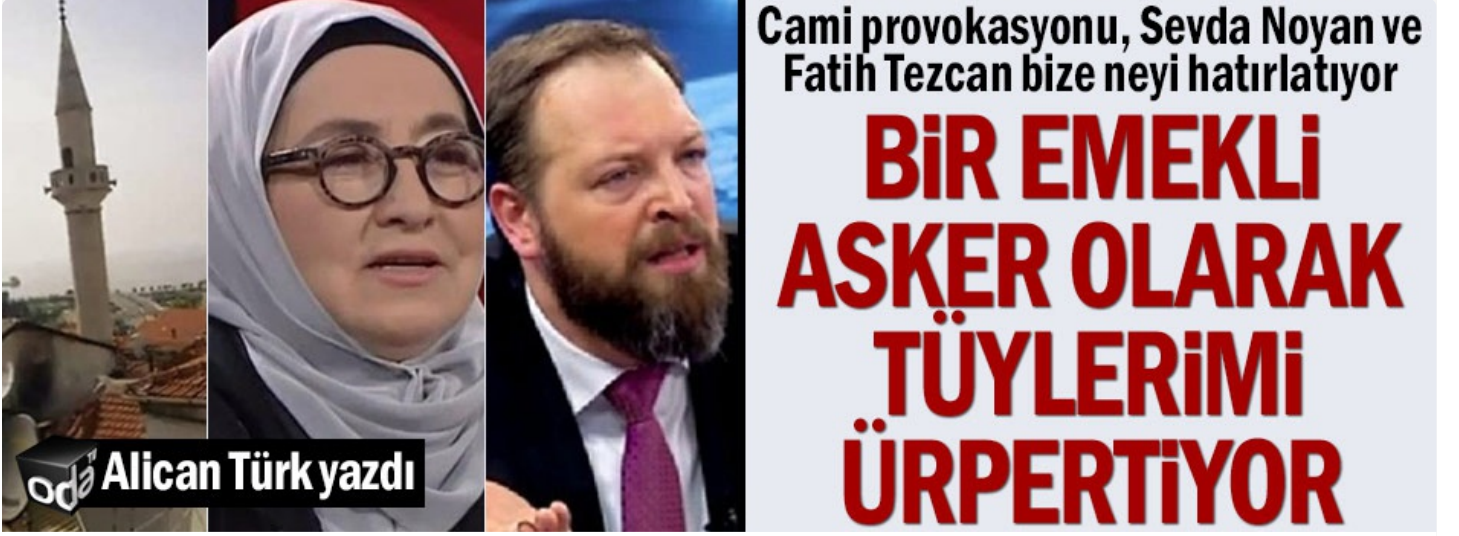 Cami provokasyonu, Sevda Noyan ve
Fatih Tezcan bize neyi hatırlatıyor
BİR EMEKLİ
ASKER OLARAK
TÜYLERİMİ
ÜRPERTİYOR
oda
Alican Türk yazdı